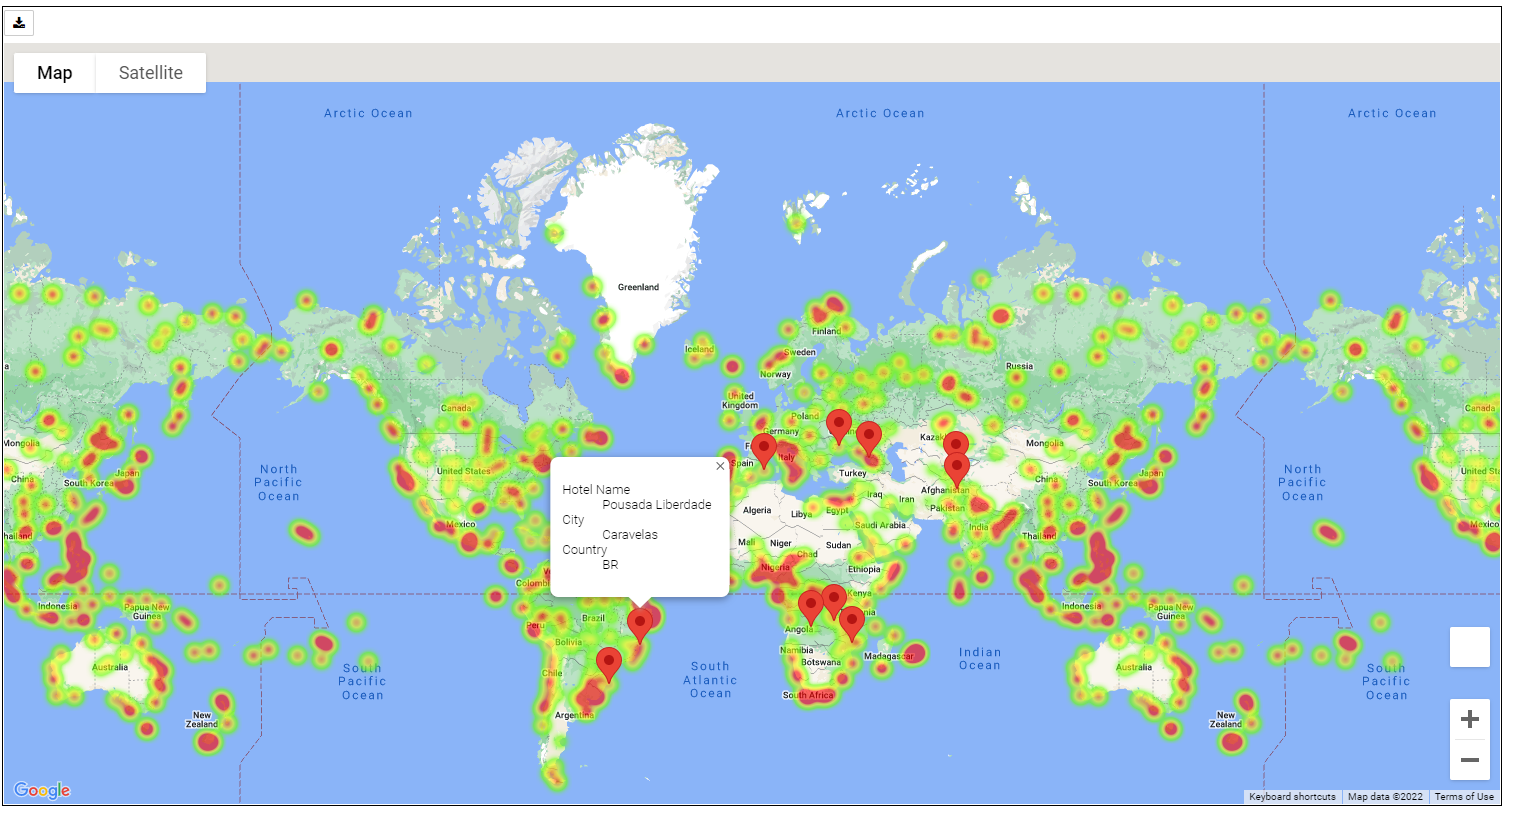 Map Satellite
Arctic Ocean
Arctic Ocean
Arctic Ocean
Greenland
Finland
Iceland
Sweden
Norway
Russia
United
Kingdom
Canada
Canada
Poland
Germany
Italy
Spain
Turkey
Mongolia
Mongolia
United States
China
China
Japan
Japan
South Korea
South Korea
North
Pacific
Ocean
North
Pacific
Ocean
Afghanistan
Iraq
Iran
Pakistan
Algeria
Libya
Egypt
Saudi Arabia
India
Thailand
Mexico
Mexico
Mali
Niger
Chad
Sudan
Nigeria
Ethiopia
Kenya
Hotel Name
Pousada Liberdade
City
Caravelas
Country
BR
Indonesia
Indonesia
Papua New
Guinea
Papua New
Guinea
Brazil
Peru
Bolivia
Chile
Argentina
Angola
Namibia
Botswana
Madagascar
South Africa
Indian
Ocean
South
Atlantic
Ocean
South
Pacific
Ocean
South
Pacific
Ocean
Australia
Australia
New
Zealand
New
Zealand
Google
Keyboard shortcuts Map data ©2022 Terms of Use